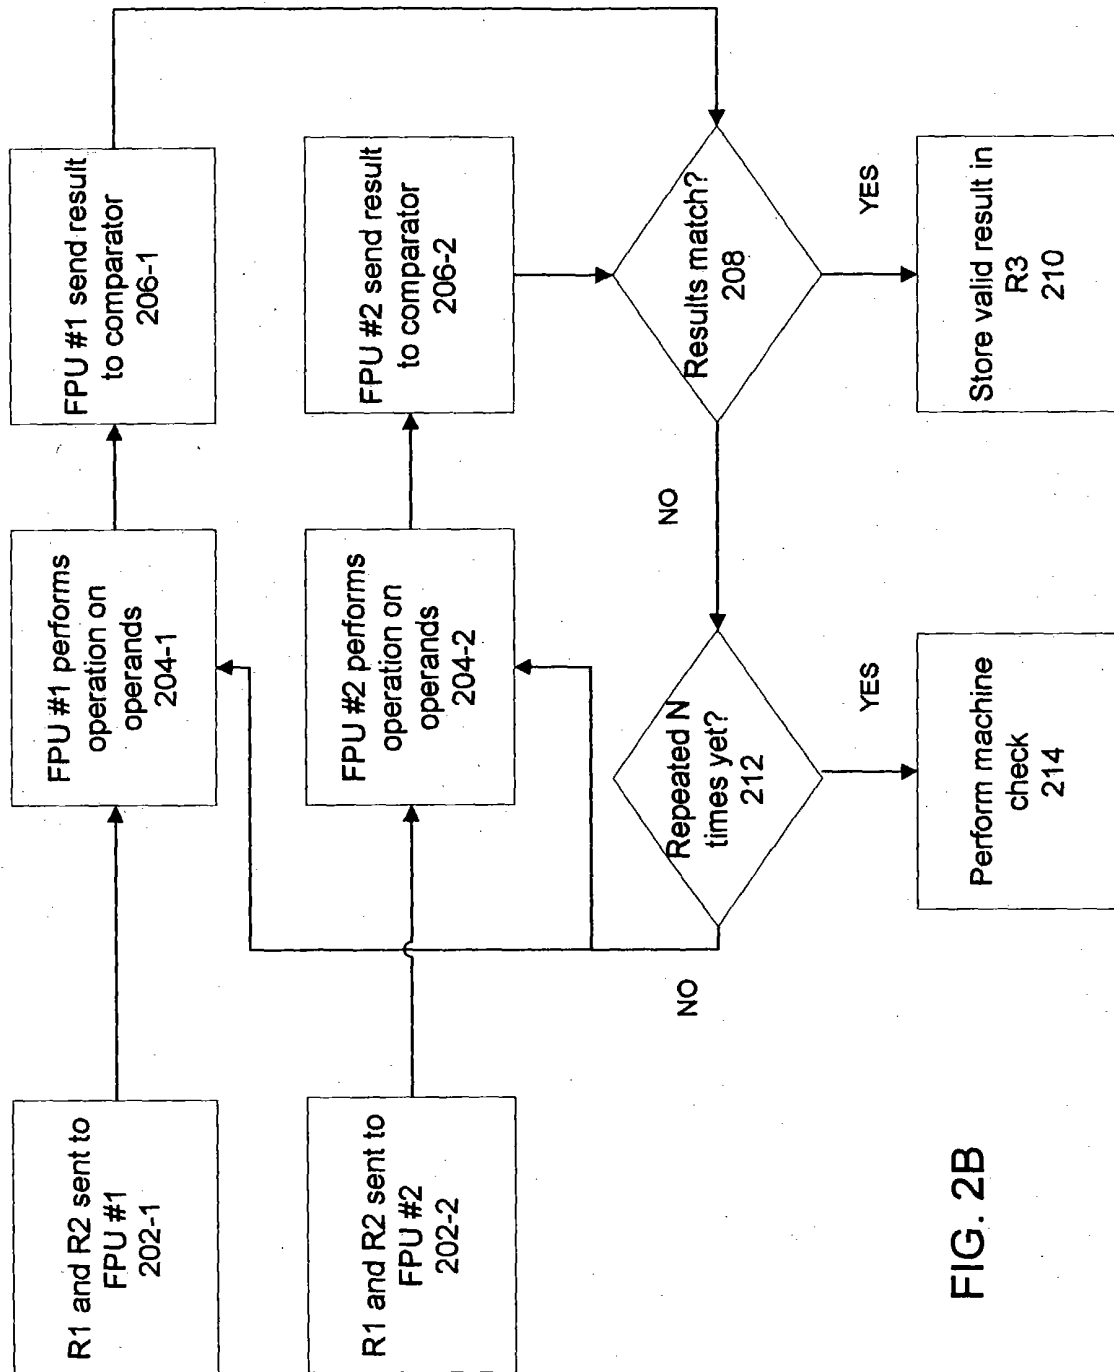 R1 and R2 sent to
FPU #1
202-1
FPU #1 performs
operation on
operands
204-1
FPU #1 send result
to comparator
206-1
R1 and R2 sent to
FPU #2
202-2
FPU #2 performs
operation on
operands
204-2
FPU #2 send result
to comparator
206-2
NO
Repeated N
times yet?
212
NO
Results match?
208
YES
YES
Perform machine
check
214
Store valid result in
R3
210
FIG. 2B